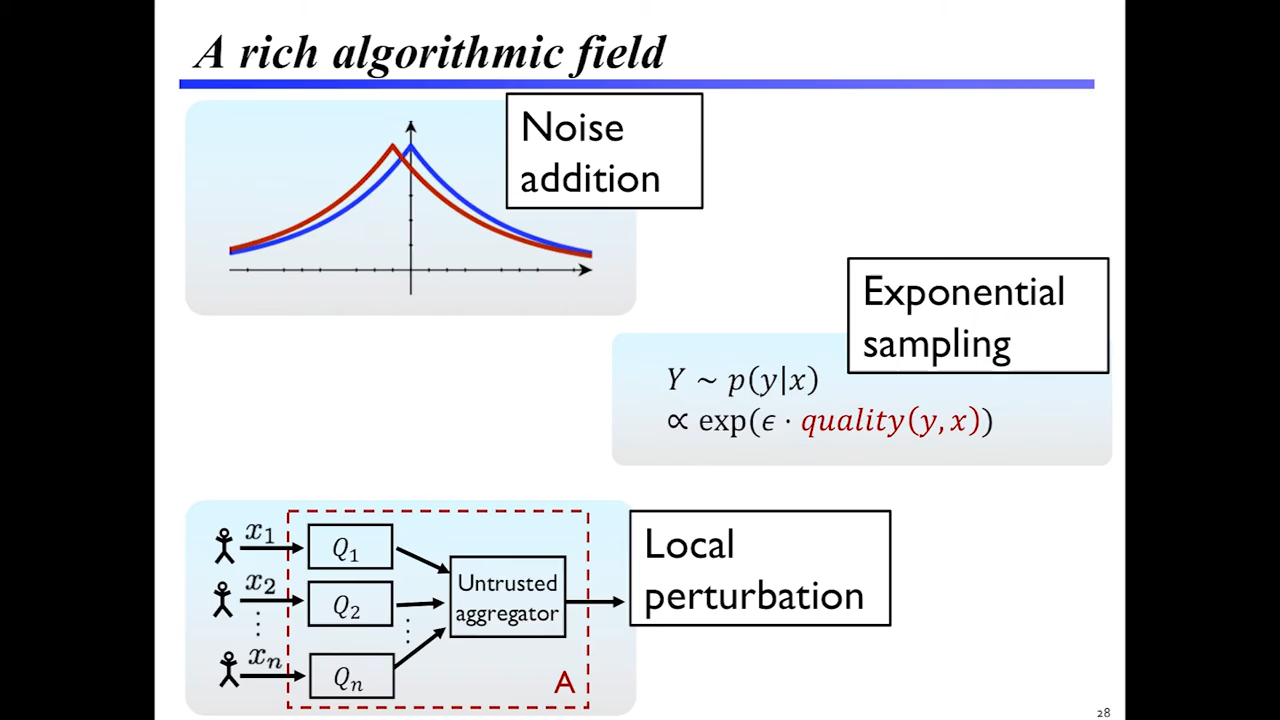 A rich algorithmic field
Noise
addition
Exponential
sampling
Y ~ p(y|x)
∝ exp(ϵ · quality(y, x))
x₁
Q₁
x₂
Q₂
⋮
⋮
xₙ
Qₙ
Untrusted
aggregator
A
Local
perturbation
28